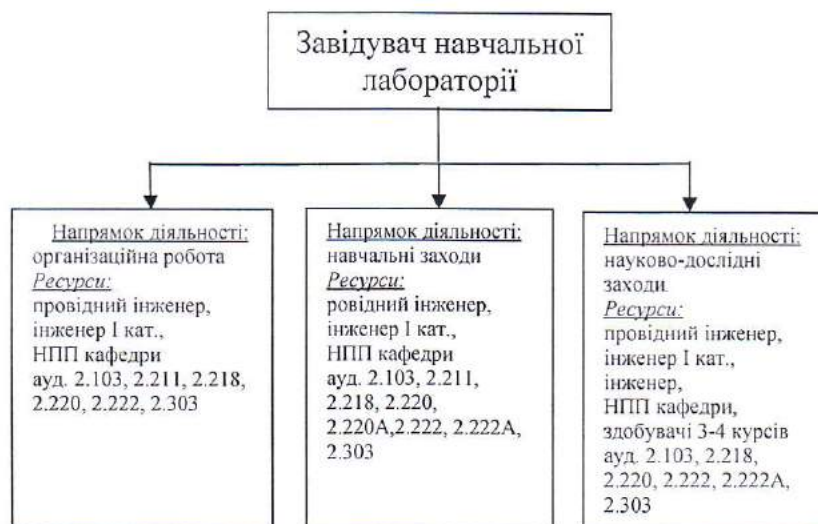 Завідувач навчальної
лабораторії
Напрямок діяльності:
організаційна робота
Ресурси:
провідний інженер,
інженер І кат.,
НПП кафедри
ауд. 2.103, 2.211, 2.218,
2.220, 2.222, 2.303
Напрямок діяльності:
навчальні заходи
Ресурси:
ровідний інженер,
інженер І кат.,
НПП кафедри
ауд. 2.103, 2.211,
2.218, 2.220,
2.220А,2.222, 2.222А,
2.303
Напрямок діяльності:
науково-дослідні
заходи.
Ресурси:
провідний інженер,
інженер І кат.,
інженер,
НПП кафедри,
здобувачі 3-4 курсів
ауд. 2.103, 2.218,
2.220, 2.222, 2.222А,
2.303